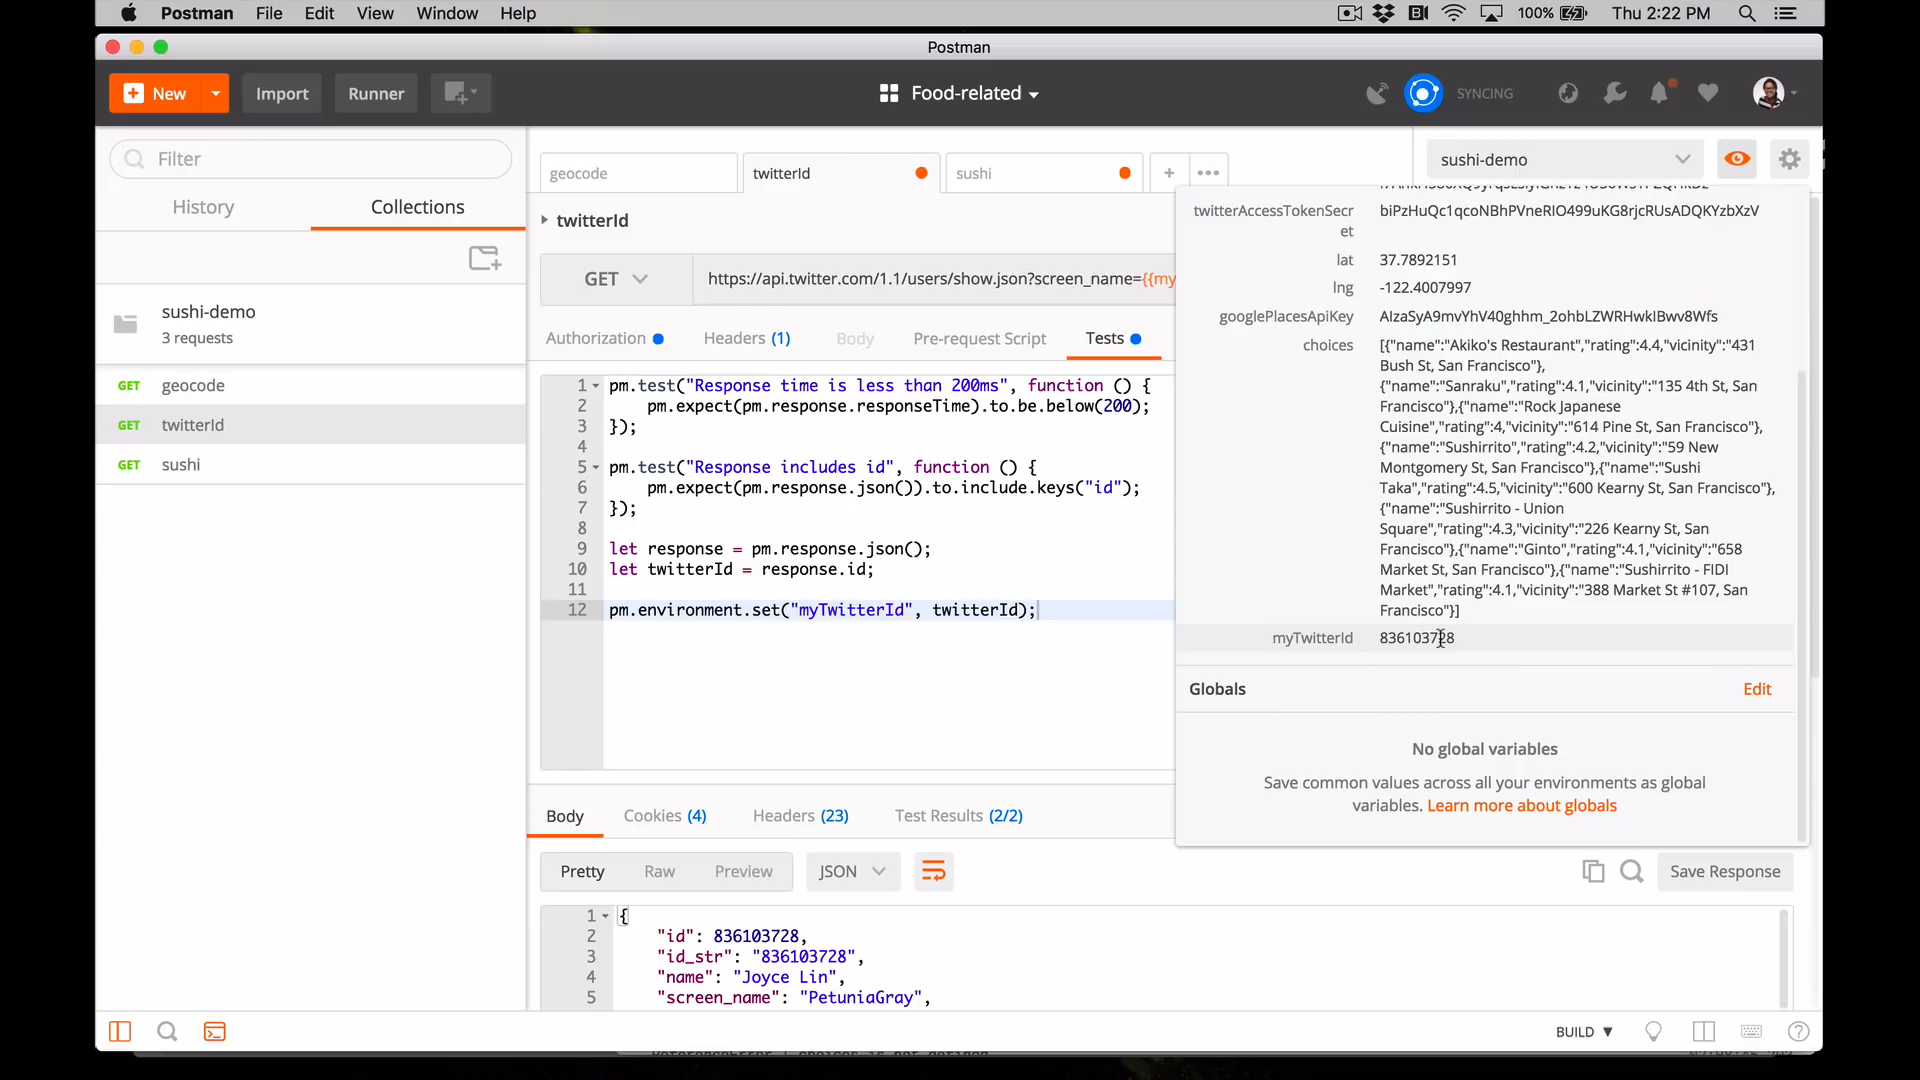 Postman File Edit View Window Help 100% Thu 2:22 PM
Postman
New Import Runner Food-related SYNCING
Filter
geocode twitterId sushi sushi-demo
History Collections
sushi-demo
3 requests
GET geocode
GET twitterId
GET sushi
twitterId
GET https://api.twitter.com/1.1/users/show.json?screen_name={{my
Authorization Headers (1) Body Pre-request Script Tests
1 pm.test("Response time is less than 200ms", function () {
2 pm.expect(pm.response.responseTime).to.be.below(200);
3 });
4
5 pm.test("Response includes id", function () {
6 pm.expect(pm.response.json()).to.include.keys("id");
7 });
8
9 let response = pm.response.json();
10 let twitterId = response.id;
11
12 pm.environment.set("myTwitterId", twitterId);
twitterAccessTokenSecr biPzHuQc1qcoNBhPVneRIO499uKG8rjcRUsADQKYzbXzV
et
lat 37.7892151
lng -122.4007997
googlePlacesApiKey AIzaSyA9mvYhV40ghhm_2ohbLZWRHwkIBwv8Wfs
choices [{"name":"Akiko's Restaurant","rating":4.4,"vicinity":"431
Bush St, San Francisco"},
{"name":"Sanraku","rating":4.1,"vicinity":"135 4th St, San
Francisco"},{"name":"Rock Japanese
Cuisine","rating":4,"vicinity":"614 Pine St, San Francisco"},
{"name":"Sushirrito","rating":4.2,"vicinity":"59 New
Montgomery St, San Francisco"},{"name":"Sushi
Taka","rating":4.5,"vicinity":"600 Kearny St, San Francisco"},
{"name":"Sushirrito - Union
Square","rating":4.3,"vicinity":"226 Kearny St, San
Francisco"},{"name":"Ginto","rating":4.1,"vicinity":"658
Market St, San Francisco"},{"name":"Sushirrito - FIDI
Market","rating":4.1,"vicinity":"388 Market St #107, San
Francisco"}]
myTwitterId 836103728
Globals Edit
No global variables
Save common values across all your environments as global
variables. Learn more about globals
Body Cookies (4) Headers (23) Test Results (2/2)
Pretty Raw Preview JSON Save Response
1 {
2 "id": 836103728,
3 "id_str": "836103728",
4 "name": "Joyce Lin",
5 "screen_name": "PetuniaGray",
BUILD